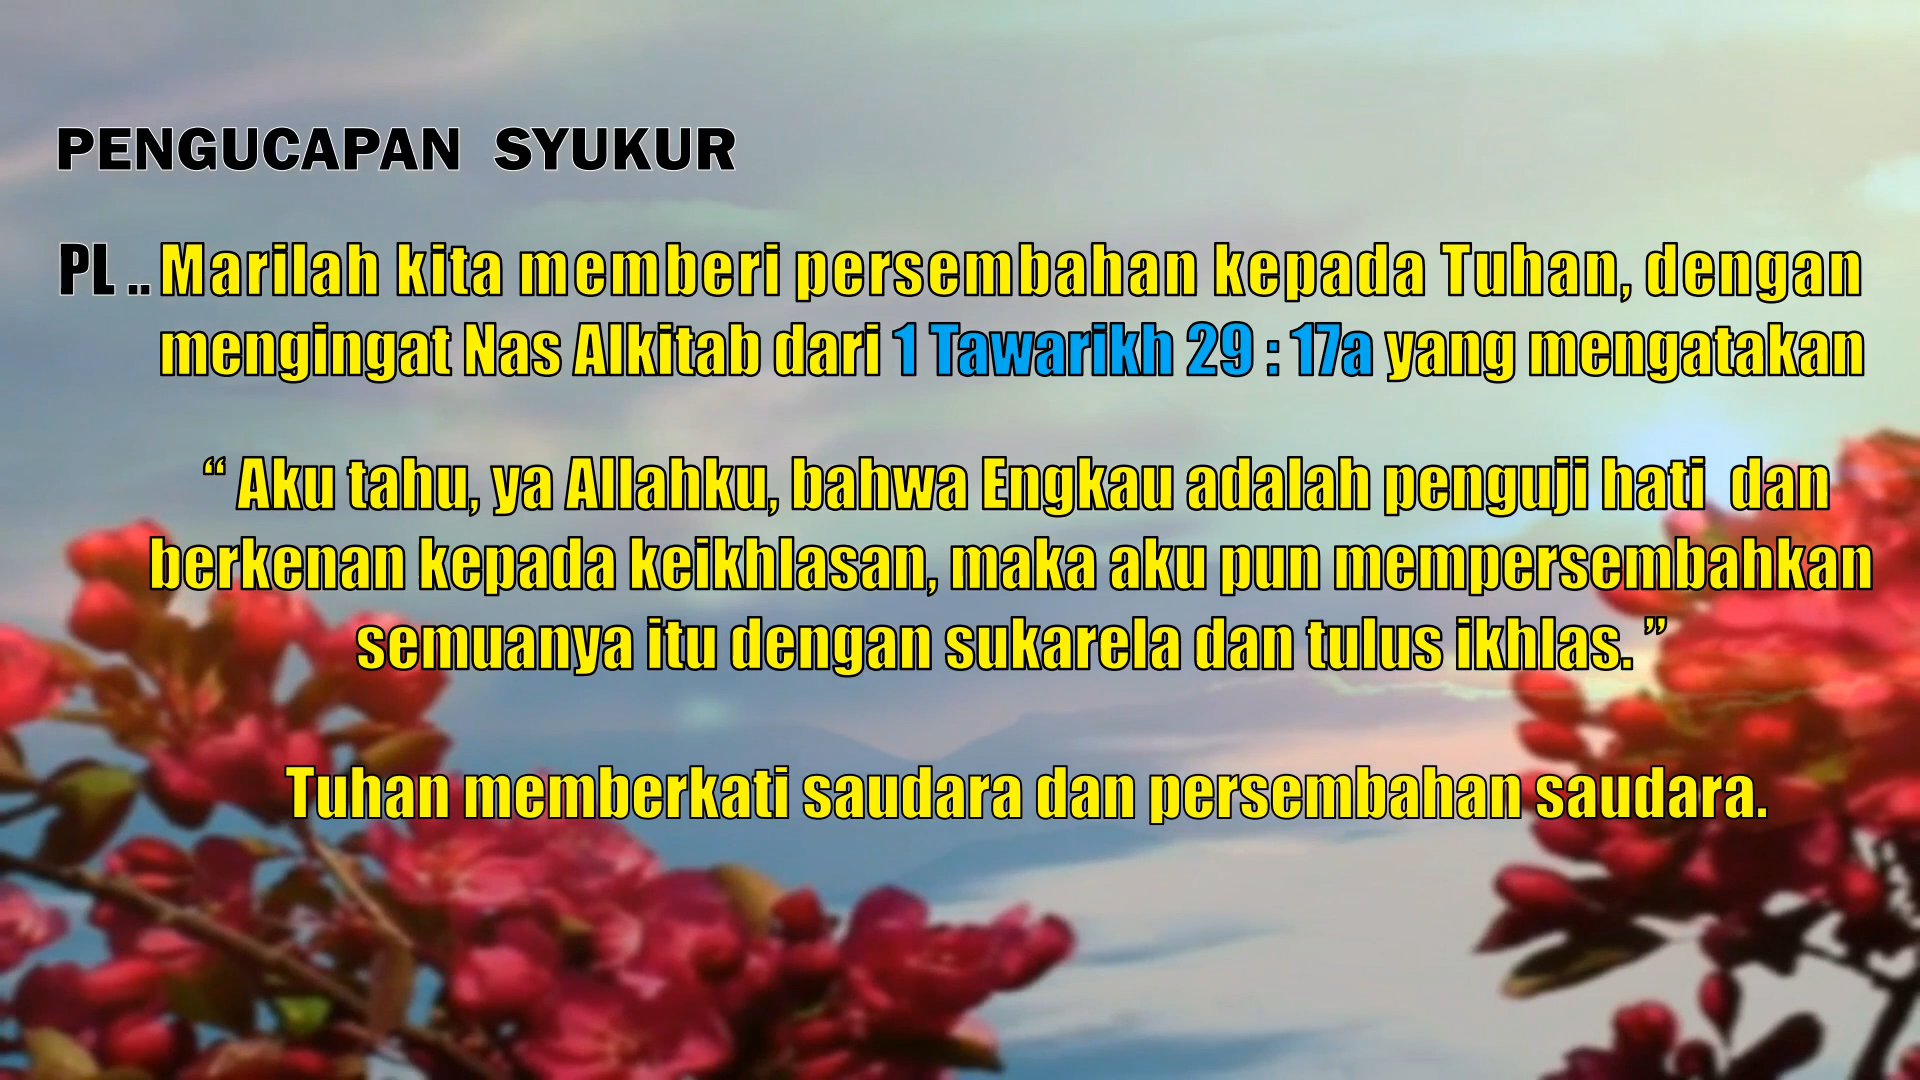 PENGUCAPAN SYUKUR
PL .. Marilah kita memberi persembahan kepada Tuhan, dengan
mengingat Nas Alkitab dari 1 Tawarikh 29 : 17a yang mengatakan
“ Aku tahu, ya Allahku, bahwa Engkau adalah penguji hati dan
berkenan kepada keikhlasan, maka aku pun mempersembahkan
semuanya itu dengan sukarela dan tulus ikhlas. ”
Tuhan memberkati saudara dan persembahan saudara.